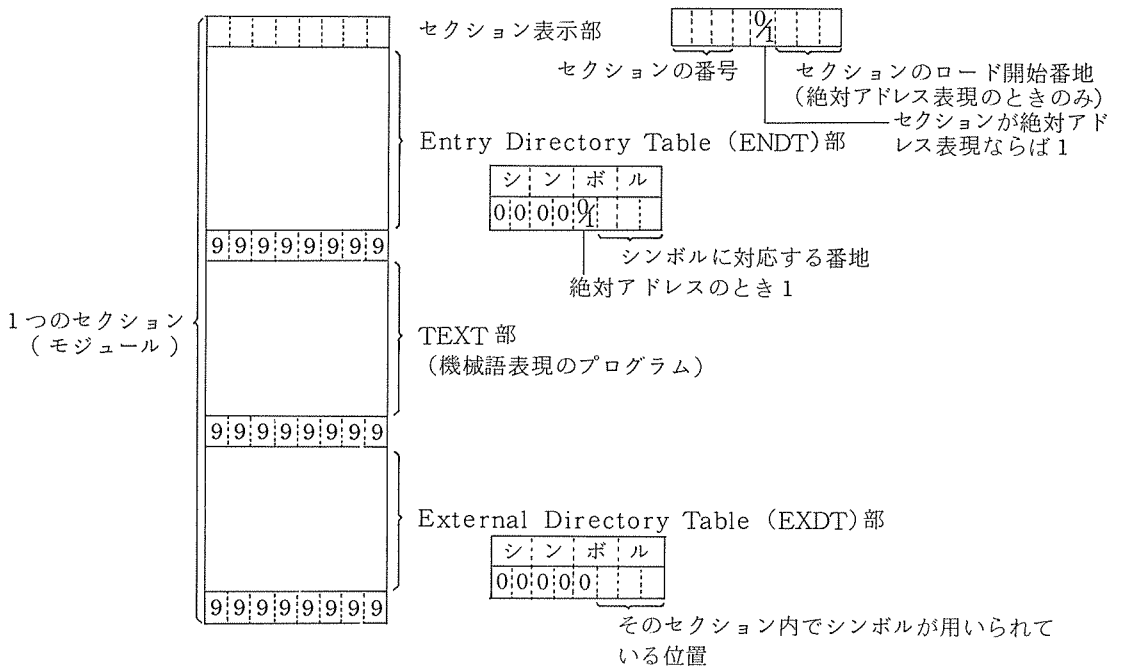 セクション表示部
0/1
セクションの番号
セクションのロード開始番地
(絶対アドレス表現のときのみ)
セクションが絶対アド
レス表現ならば1
Entry Directory Table (ENDT)部
シンボル
0 0 0 0 0/1
シンボルに対応する番地
絶対アドレスのとき1
9 9 9 9 9 9 9 9
1つのセクション
(モジュール)
TEXT部
(機械語表現のプログラム)
9 9 9 9 9 9 9 9
External Directory Table (EXDT)部
シンボル
0 0 0 0 0
9 9 9 9 9 9 9 9
そのセクション内でシンボルが用いられて
いる位置